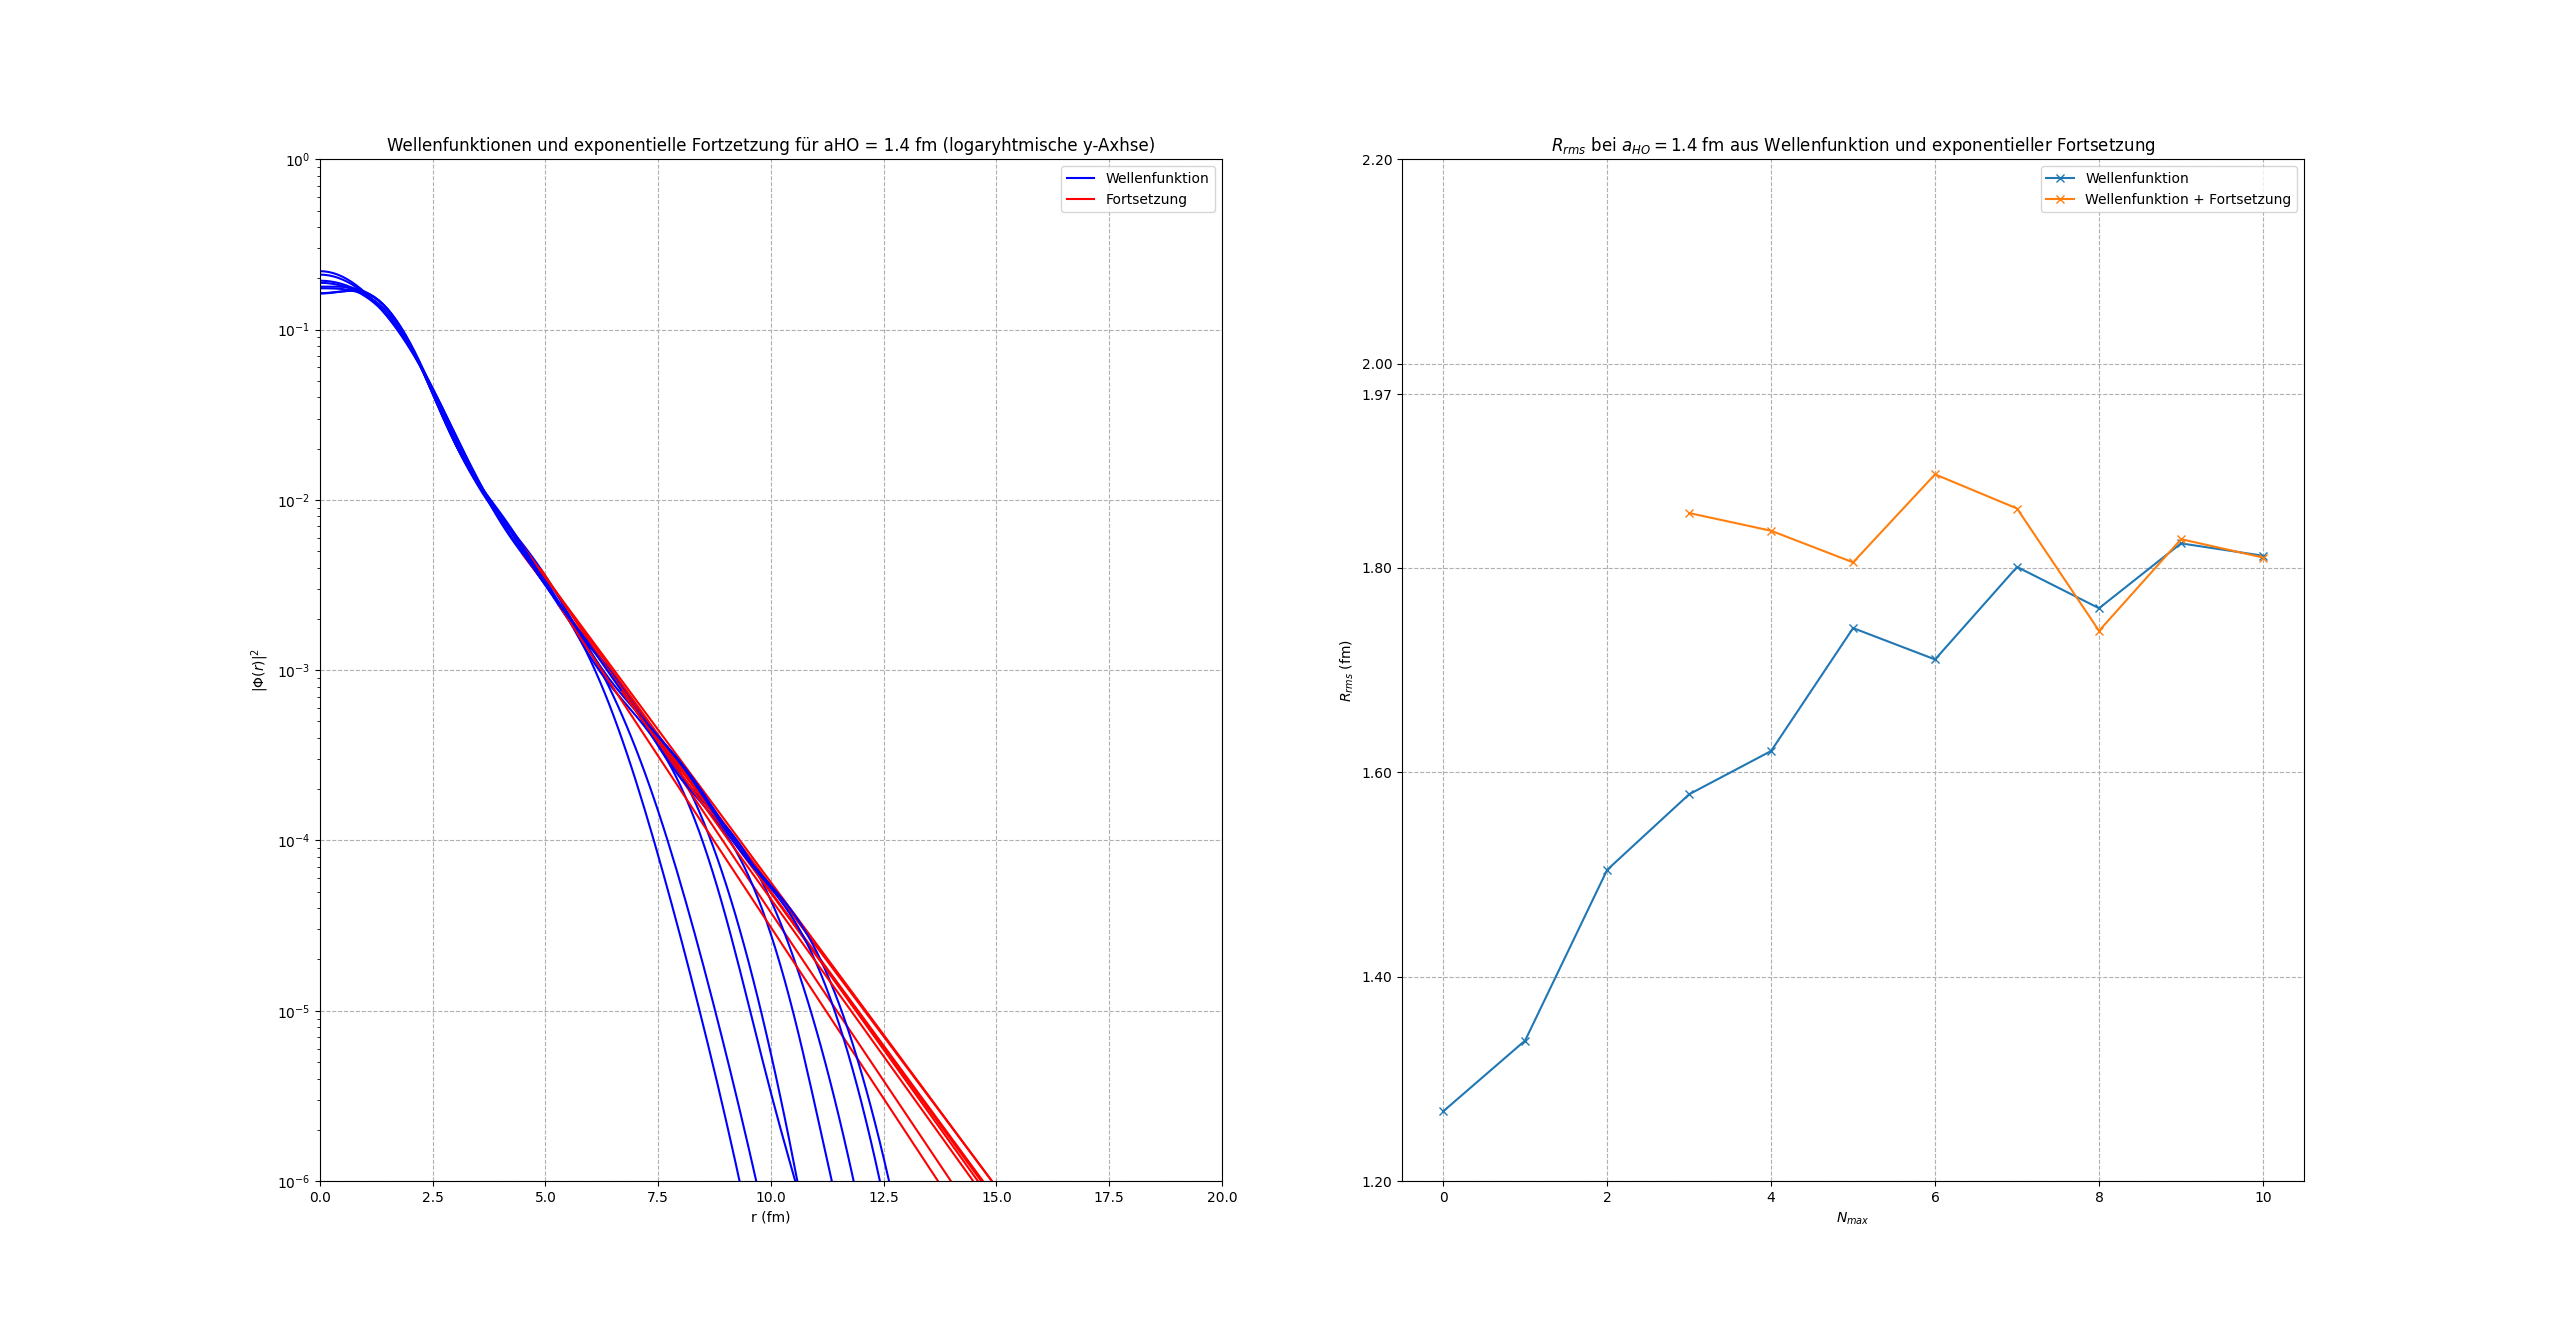 Wellenfunktionen und exponentielle Fortzetzung für aHO = 1.4 fm (logaryhtmische y-Axhse)
Wellenfunktion
Fortsetzung
|Φ(r)|²
10⁰
10⁻¹
10⁻²
10⁻³
10⁻⁴
10⁻⁵
10⁻⁶
0.0 2.5 5.0 7.5 10.0 12.5 15.0 17.5 20.0
r (fm)
R_rms bei a_HO = 1.4 fm aus Wellenfunktion und exponentieller Fortsetzung
Wellenfunktion
Wellenfunktion + Fortsetzung
R_rms (fm)
2.20
2.00
1.97
1.80
1.60
1.40
1.20
0 2 4 6 8 10
N_max